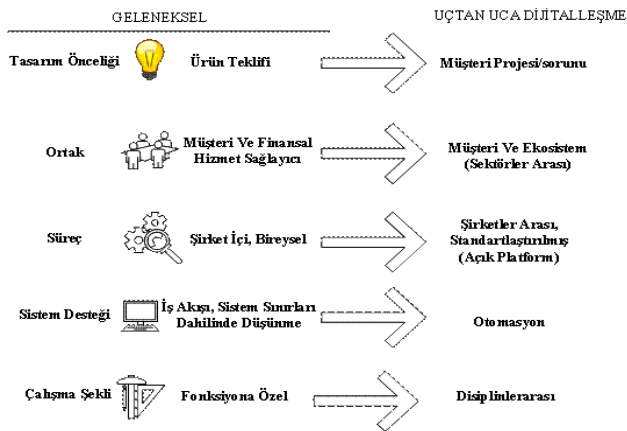 GELENEKSEL
UÇTAN UCA DİJİTALLEŞME
Tasarım Önceliği
Ürün Teklifi
Müşteri Projesi/sorunu
Ortak
Müşteri Ve Finansal
Hizmet Sağlayıcı
Müşteri Ve Ekosistem
(Sektörler Arası)
Süreç
Şirket İçi, Bireysel
Şirketler Arası,
Standartlaştırılmış
(Açık Platform)
Sistem Desteği
İş Akışı, Sistem Sınırları
Dahilinde Düşünme
Otomasyon
Çalışma Şekli
Fonksiyona Özel
Disiplinlerarası